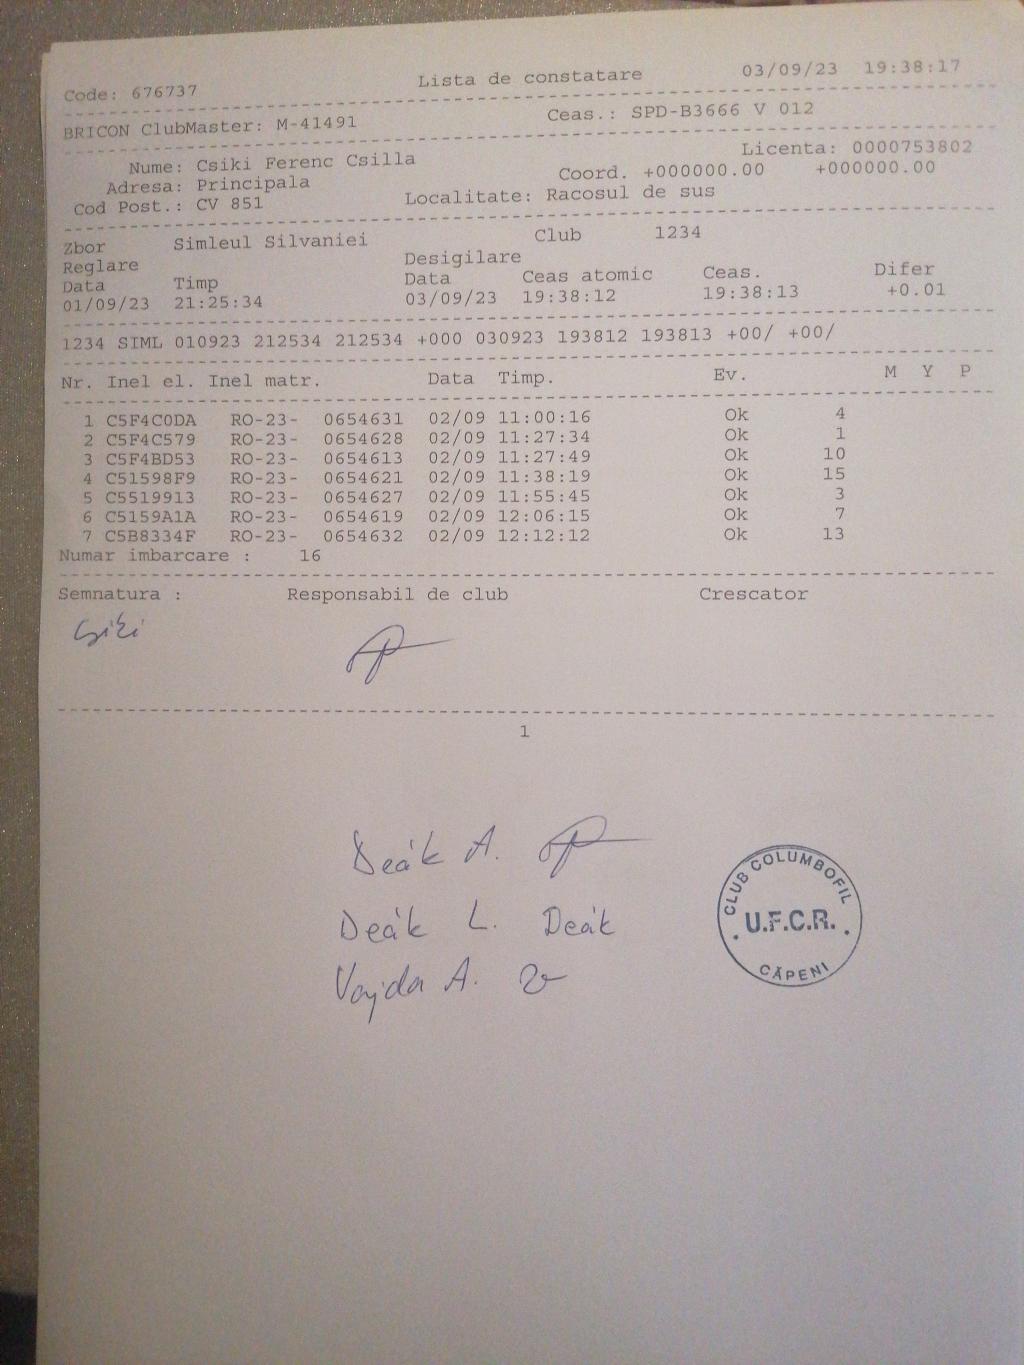 Code: 676737 Lista de constatare 03/09/23 19:38:17
BRICON ClubMaster: M-41491 Ceas.: SPD-B3666 V 012
Nume: Csiki Ferenc Csilla Licenta: 0000753802
Adresa: Principala Coord. +000000.00 +000000.00
Cod Post.: CV 851 Localitate: Racosul de sus
Zbor Simleul Silvaniei Club 1234
Reglare Desigilare
Data Timp Data Ceas atomic Ceas. Difer
01/09/23 21:25:34 03/09/23 19:38:12 19:38:13 +0.01
1234 SIML 010923 212534 212534 +000 030923 193812 193813 +00/ +00/
Nr. Inel el. Inel matr. Data Timp. Ev. M Y P
1 C5F4C0DA RO-23- 0654631 02/09 11:00:16 Ok 4
2 C5F4C579 RO-23- 0654628 02/09 11:27:34 Ok 1
3 C5F4BD53 RO-23- 0654613 02/09 11:27:49 Ok 10
4 C51598F9 RO-23- 0654621 02/09 11:38:19 Ok 15
5 C5519913 RO-23- 0654627 02/09 11:55:45 Ok 3
6 C5159A1A RO-23- 0654619 02/09 12:06:15 Ok 7
7 C5B8334F RO-23- 0654632 02/09 12:12:12 Ok 13
Numar imbarcare : 16
Semnatura : Responsabil de club Crescator
Csiki
1
Deák A.
Deák L. Deák
Vajda A.
CLUB COLUMBOFIL
U.F.C.R.
CĂPENI